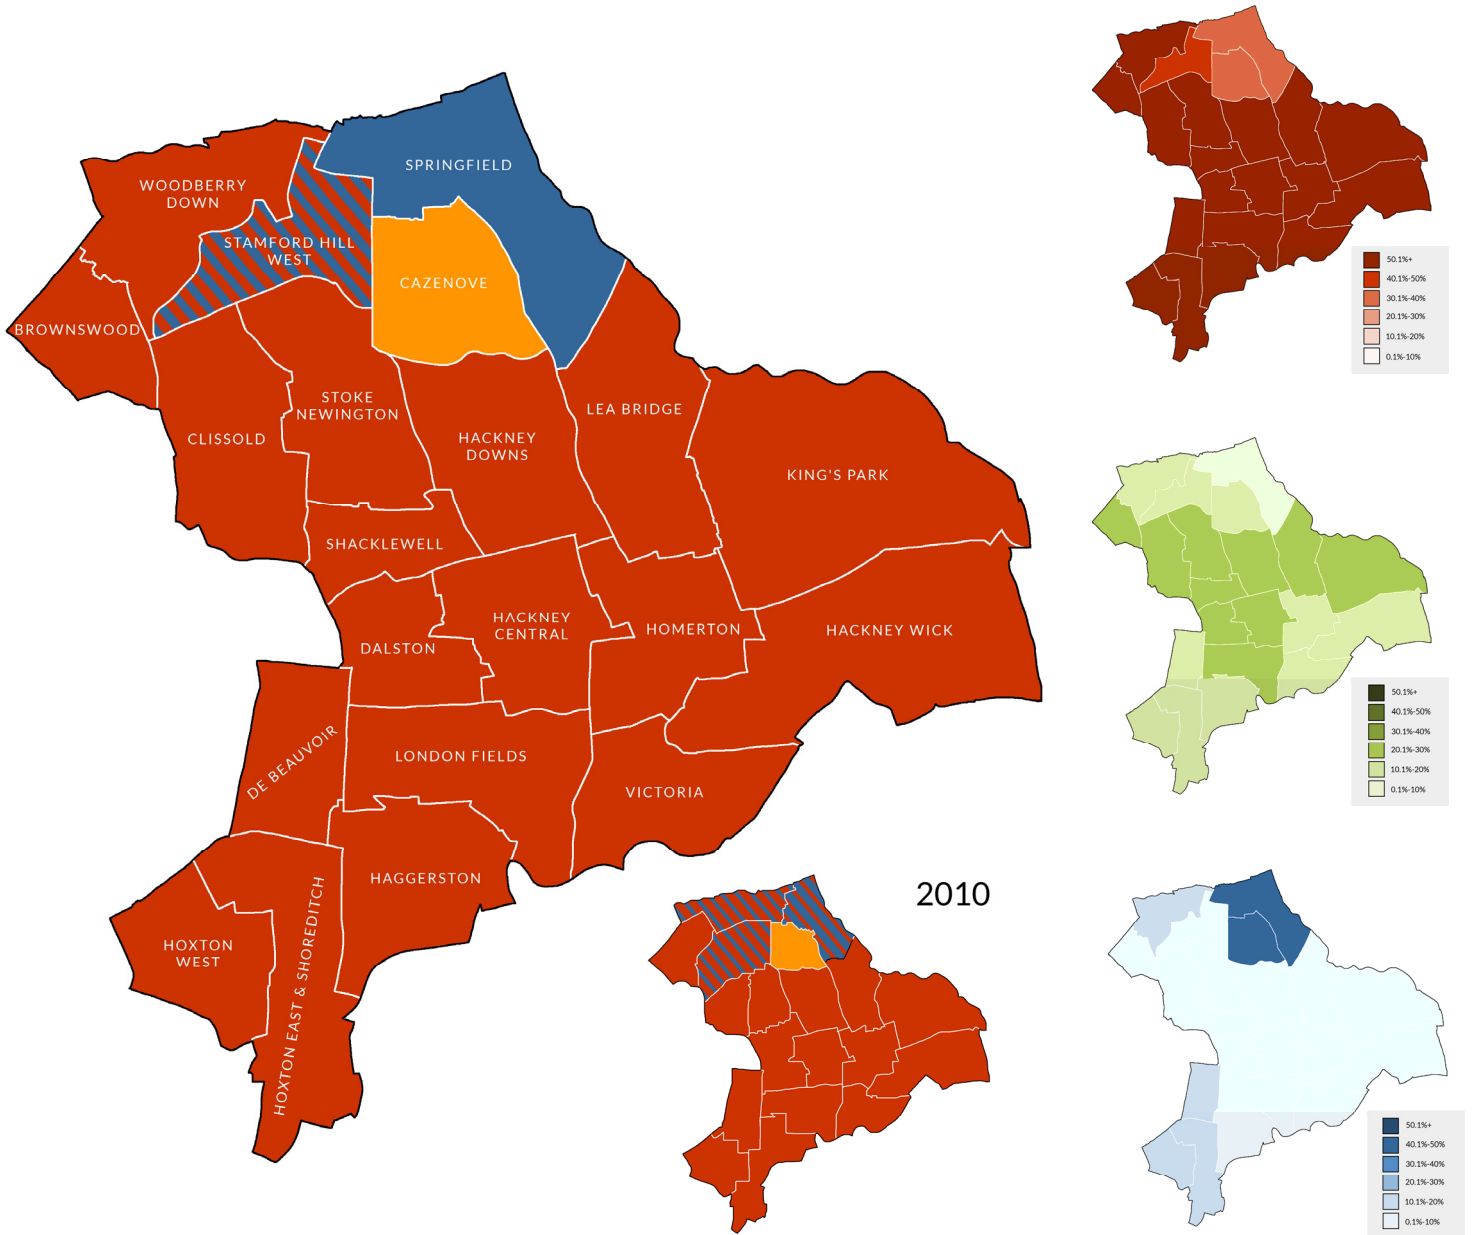 SPRINGFIELD
WOODBERRY
DOWN
STAMFORD HILL
WEST
CAZENOVE
BROWNSWOOD
STOKE
NEWINGTON
LEA BRIDGE
CLISSOLD
HACKNEY
DOWNS
KING'S PARK
SHACKLEWELL
HACKNEY
CENTRAL
HOMERTON
HACKNEY WICK
DALSTON
DE BEAUVOIR
LONDON FIELDS
VICTORIA
HAGGERSTON
HOXTON
WEST
HOXTON EAST & SHOREDITCH
2010
50.1%+
40.1%-50%
30.1%-40%
20.1%-30%
10.1%-20%
0.1%-10%
50.1%+
40.1%-50%
30.1%-40%
20.1%-30%
10.1%-20%
0.1%-10%
50.1%+
40.1%-50%
30.1%-40%
20.1%-30%
10.1%-20%
0.1%-10%